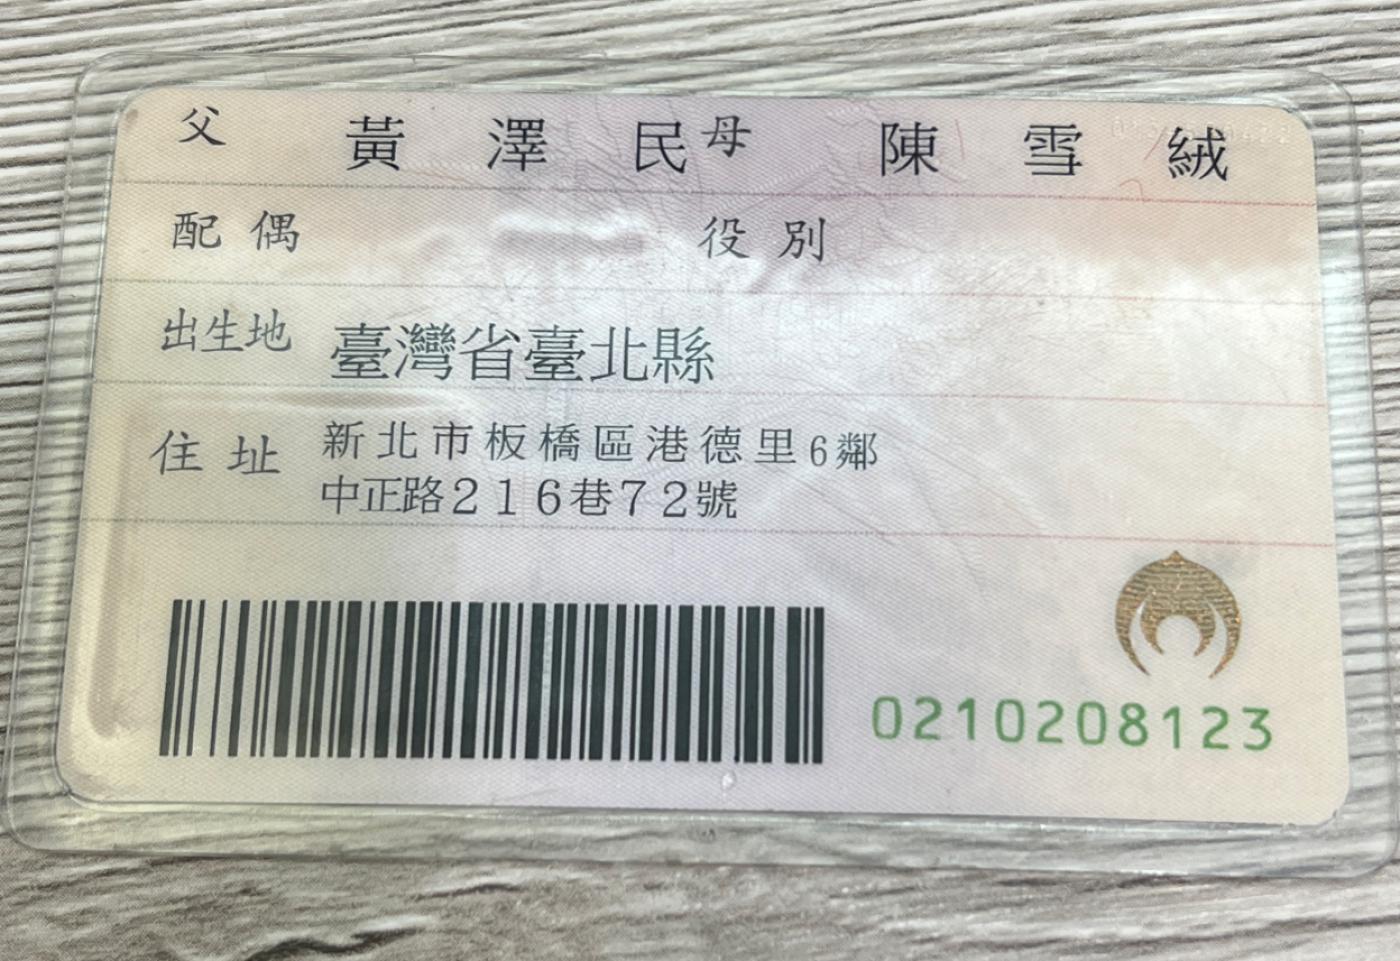 父 黃澤民 母 陳雪絨
配偶 役別
出生地 臺灣省臺北縣
住址 新北市板橋區港德里6鄰
中正路216巷72號
0210208123